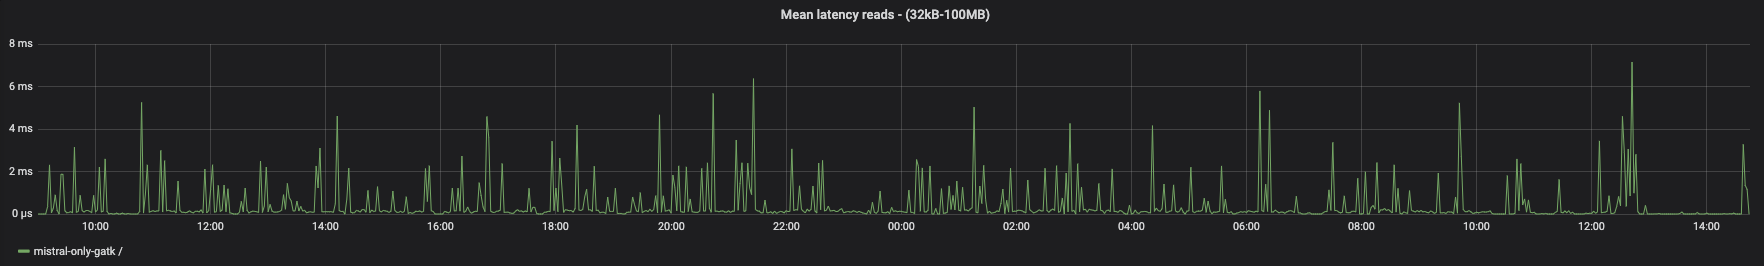 Mean latency reads - (32kB-100MB)
8 ms
6 ms
4 ms
2 ms
0 µs
10:00 12:00 14:00 16:00 18:00 20:00 22:00 00:00 02:00 04:00 06:00 08:00 10:00 12:00 14:00
mistral-only-gatk /